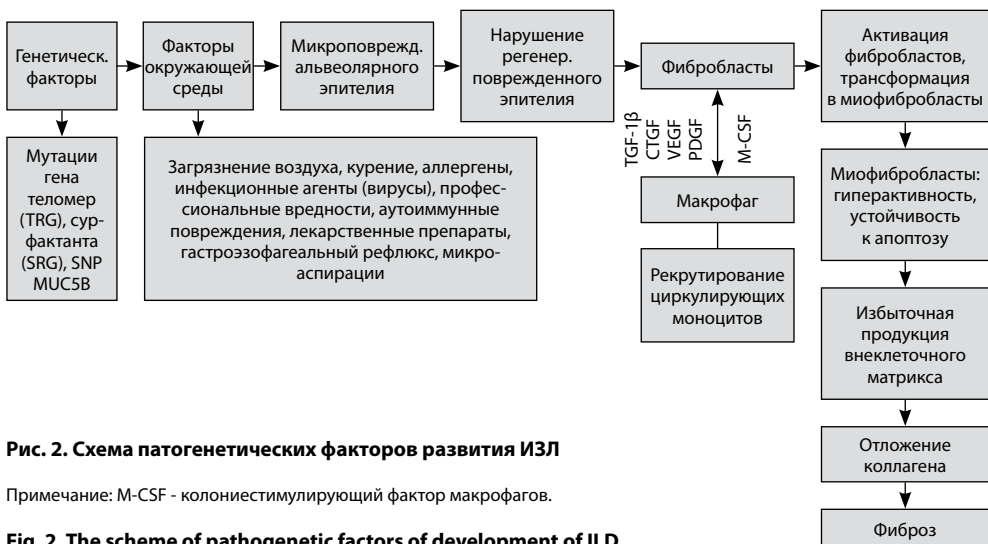 Генетическ.
факторы
Факторы
окружающей
среды
Микроповрежд.
альвеолярного
эпителия
Нарушение
регенер.
поврежденного
эпителия
Фибробласты
Активация
фибробластов,
трансформация
в миофибробласты
Мутации
гена
теломер
(TRG), сур-
фактанта
(SRG), SNP
MUC5B
Загрязнение воздуха, курение, аллергены,
инфекционные агенты (вирусы), профес-
сиональные вредности, аутоиммунные
повреждения, лекарственные препараты,
гастроэзофагеальный рефлюкс, микро-
аспирации
TGF-1β
CTGF
VEGF
PDGF
M-CSF
Макрофаг
Рекрутирование
циркулирующих
моноцитов
Миофибробласты:
гиперактивность,
устойчивость
к апоптозу
Избыточная
продукция
внеклеточного
матрикса
Отложение
коллагена
Фиброз
Рис. 2. Схема патогенетических факторов развития ИЗЛ
Примечание: M-CSF - колониестимулирующий фактор макрофагов.
Fig. 2. The scheme of pathogenetic factors of development of ILD